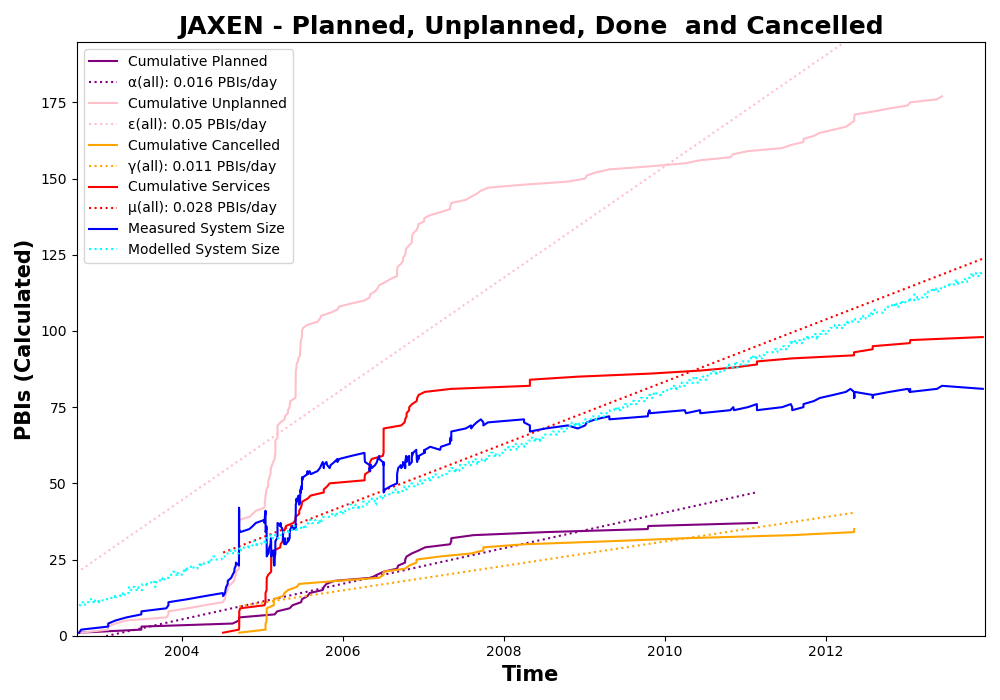 JAXEN - Planned, Unplanned, Done  and Cancelled
Cumulative Planned
α(all): 0.016 PBIs/day
Cumulative Unplanned
ε(all): 0.05 PBIs/day
Cumulative Cancelled
γ(all): 0.011 PBIs/day
Cumulative Services
μ(all): 0.028 PBIs/day
Measured System Size
Modelled System Size
PBIs (Calculated)
175
150
125
100
75
50
25
0
2004
2006
2008
2010
2012
Time